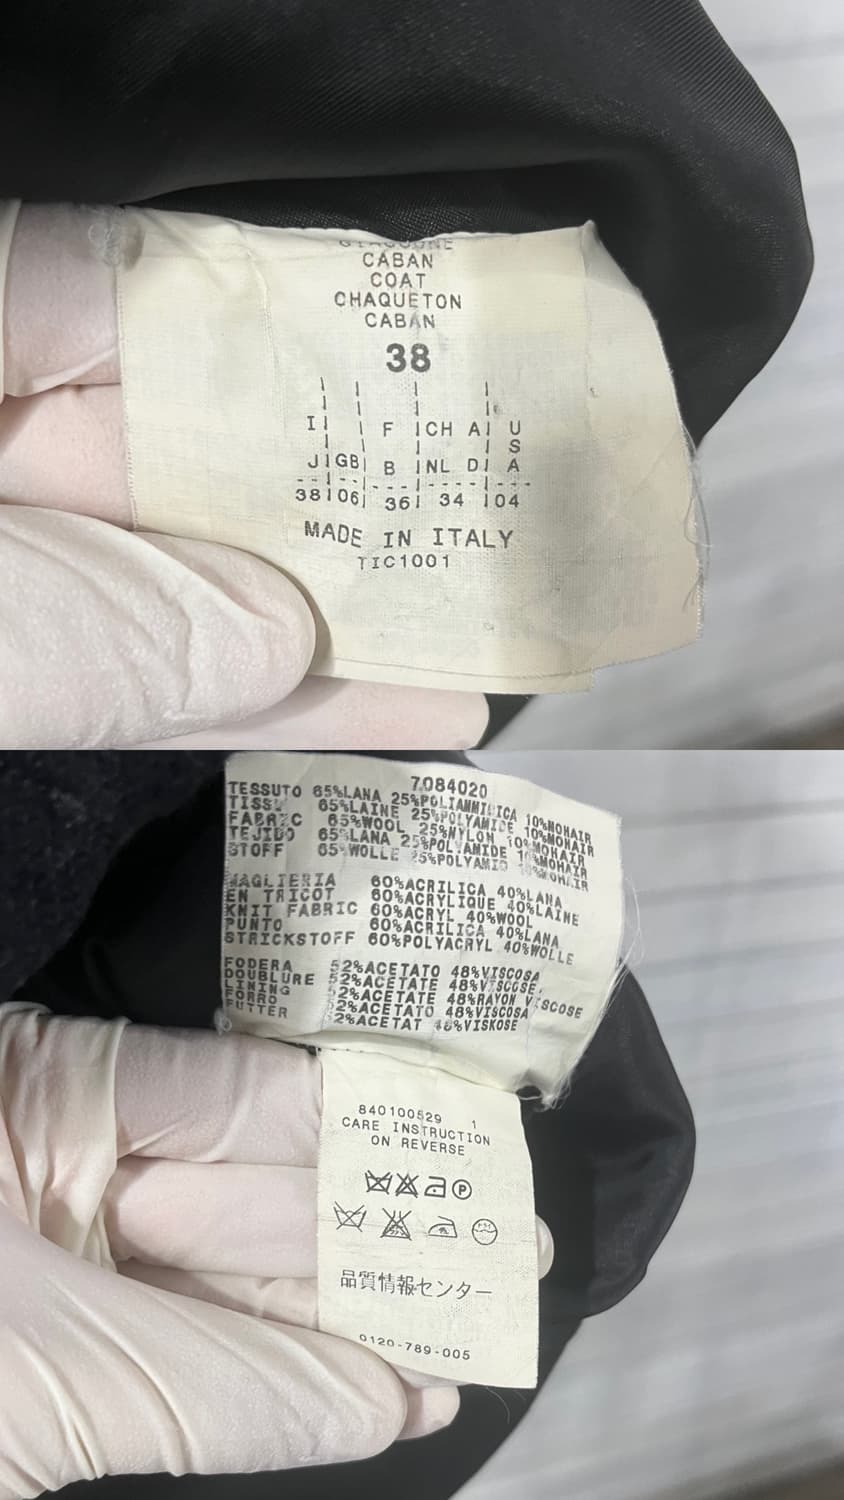 GIACCONE
CABAN
COAT
CHAQUETON
CABAN
38
I F CH A U
S
J GB B NL D A
38 06 36 34 04
MADE IN ITALY
TIC1001
7084020
TESSUTO 65%LANA 25%POLIAMMIDICA 10%MOHAIR
TISSU 65%LAINE 25%POLYAMIDE 10%MOHAIR
FABRIC 65%WOOL 25%NYLON 10%MOHAIR
TEJIDO 65%LANA 25%POLYAMIDE 10%MOHAIR
STOFF 65%WOLLE 25%POLYAMID 10%MOHAIR
MAGLIERIA 60%ACRILICA 40%LANA
EN TRICOT 60%ACRYLIQUE 40%LAINE
KNIT FABRIC 60%ACRYL 40%WOOL
PUNTO 60%ACRILICA 40%LANA
STRICKSTOFF 60%POLYACRYL 40%WOLLE
FODERA 52%ACETATO 48%VISCOSA
DOUBLURE 52%ACETATE 48%VISCOSE
LINING 52%ACETATE 48%RAYON VISCOSE
FORRO 52%ACETATO 48%VISCOSA
FUTTER 52%ACETAT 48%VISKOSE
840100529 1
CARE INSTRUCTION
ON REVERSE
P
品質情報センター
0120-789-005